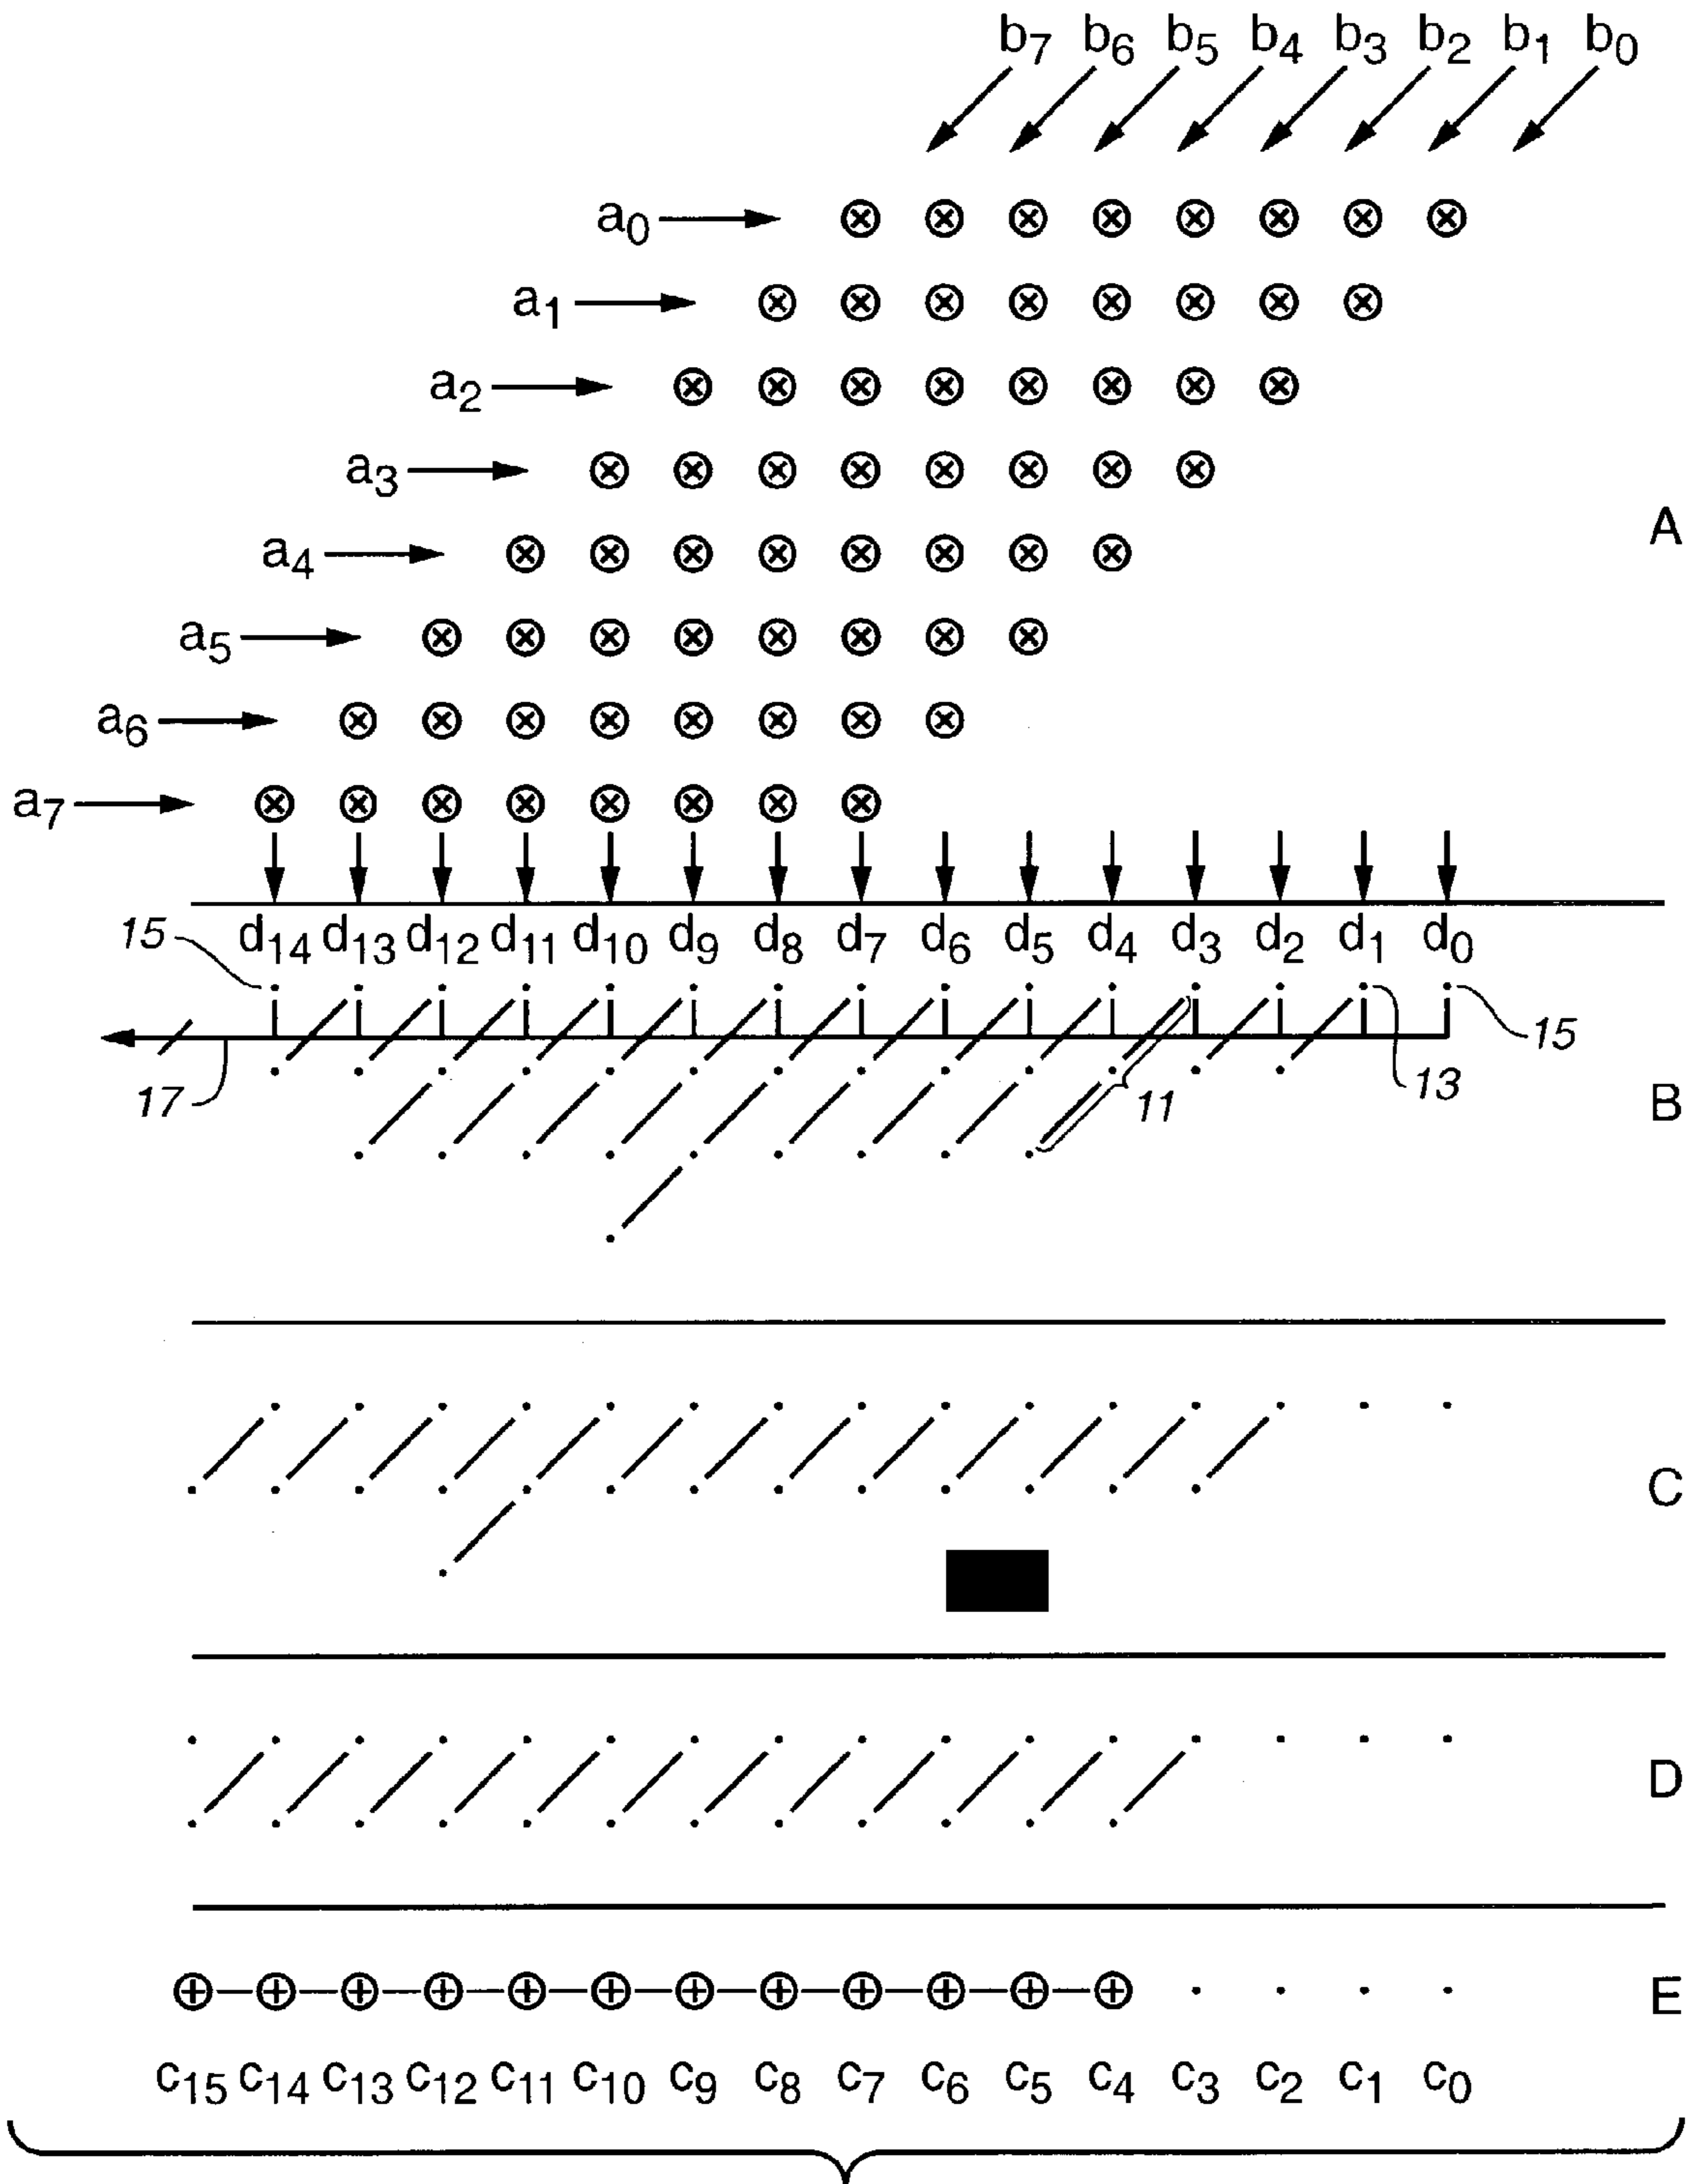 b7 b6 b5 b4 b3 b2 b1 b0
a0
a1
a2
a3
A
a4
a5
a6
a7
15 d14 d13 d12 d11 d10 d9 d8 d7 d6 d5 d4 d3 d2 d1 d0
15
17 11 13 B
C
D
E
c15 c14 c13 c12 c11 c10 c9 c8 c7 c6 c5 c4 c3 c2 c1 c0